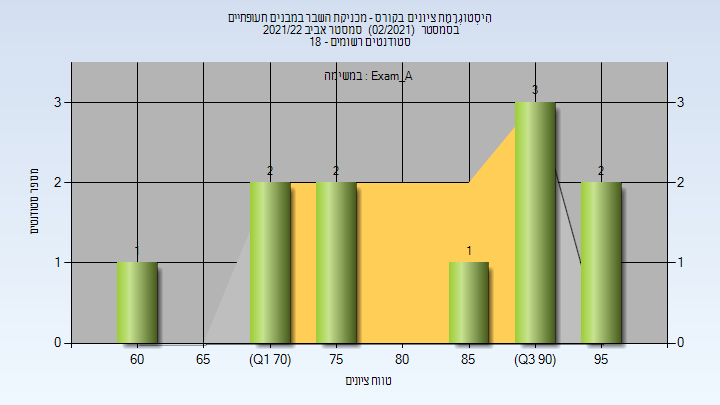 היסטוגרמת ציונים בקורס - מכניקת השבר במבנים תעופתיים
בסמסטר (02/2021) סמסטר אביב 2021/22
סטודנטים רשומים - 18
במשימה : Exam_A
מספר סטודנטים
3 3
2 2
1 1
0 0
1 2 2 1 3 2
60 65 (Q1 70) 75 80 85 (Q3 90) 95
טווח ציונים